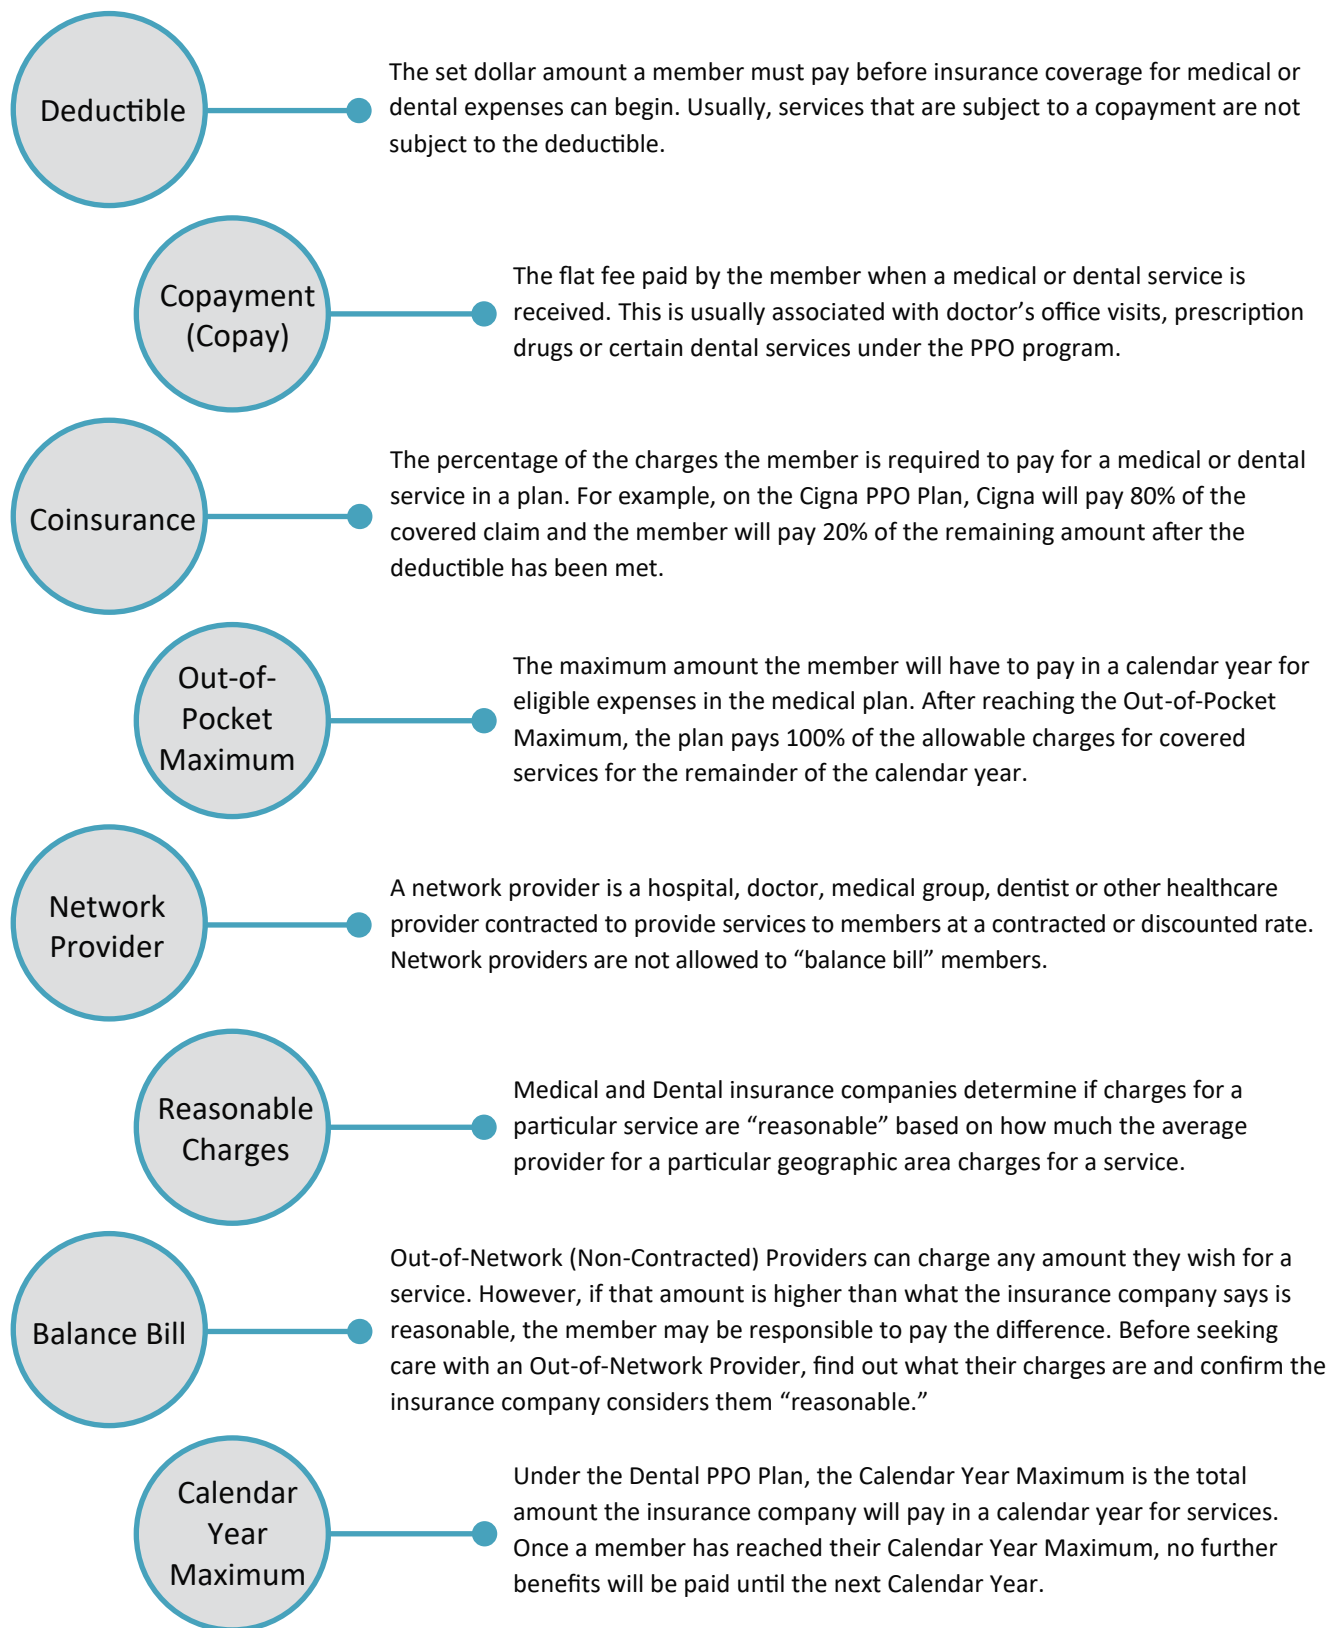 Deductible
The set dollar amount a member must pay before insurance coverage for medical or
dental expenses can begin. Usually, services that are subject to a copayment are not
subject to the deductible.
Copayment
(Copay)
The flat fee paid by the member when a medical or dental service is
received. This is usually associated with doctor’s office visits, prescription
drugs or certain dental services under the PPO program.
Coinsurance
The percentage of the charges the member is required to pay for a medical or dental
service in a plan. For example, on the Cigna PPO Plan, Cigna will pay 80% of the
covered claim and the member will pay 20% of the remaining amount after the
deductible has been met.
Out-of-
Pocket
Maximum
The maximum amount the member will have to pay in a calendar year for
eligible expenses in the medical plan. After reaching the Out-of-Pocket
Maximum, the plan pays 100% of the allowable charges for covered
services for the remainder of the calendar year.
Network
Provider
A network provider is a hospital, doctor, medical group, dentist or other healthcare
provider contracted to provide services to members at a contracted or discounted rate.
Network providers are not allowed to “balance bill” members.
Reasonable
Charges
Medical and Dental insurance companies determine if charges for a
particular service are “reasonable” based on how much the average
provider for a particular geographic area charges for a service.
Balance Bill
Out-of-Network (Non-Contracted) Providers can charge any amount they wish for a
service. However, if that amount is higher than what the insurance company says is
reasonable, the member may be responsible to pay the difference. Before seeking
care with an Out-of-Network Provider, find out what their charges are and confirm the
insurance company considers them “reasonable.”
Calendar
Year
Maximum
Under the Dental PPO Plan, the Calendar Year Maximum is the total
amount the insurance company will pay in a calendar year for services.
Once a member has reached their Calendar Year Maximum, no further
benefits will be paid until the next Calendar Year.